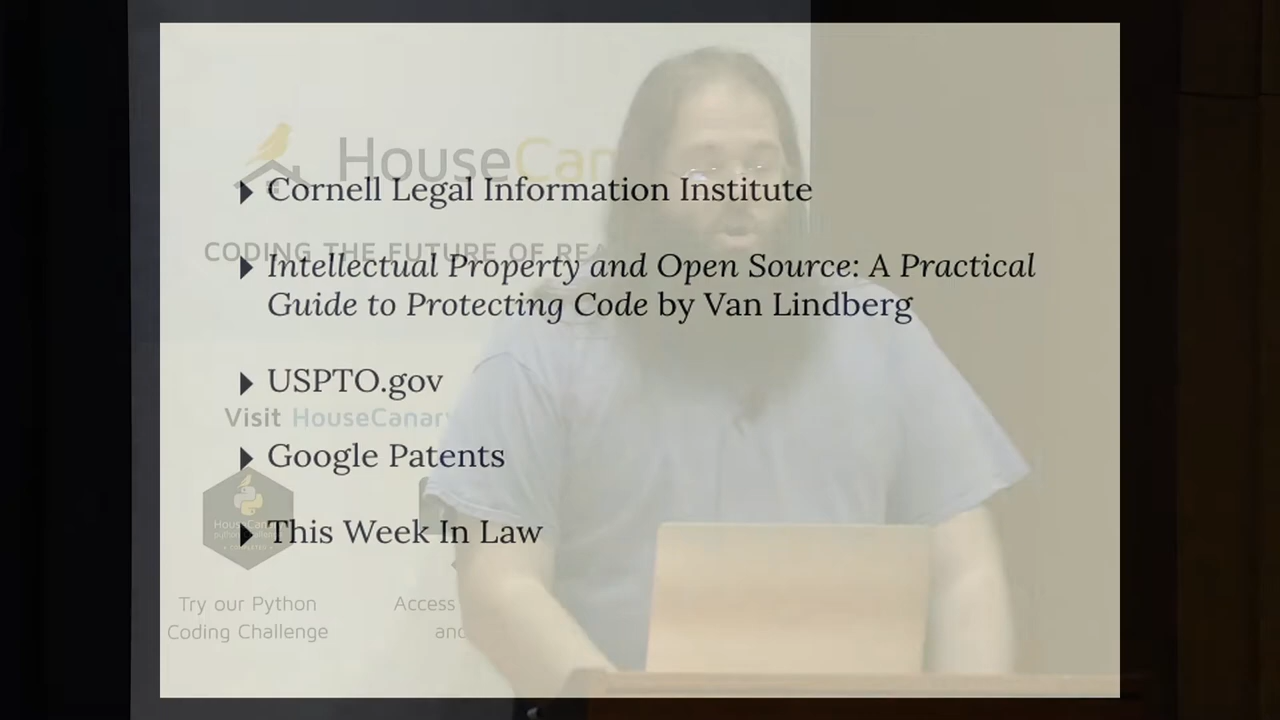 HouseCan
Cornell Legal Information Institute
CODING THE FUTURE OF REA
Intellectual Property and Open Source: A Practical
Guide to Protecting Code by Van Lindberg
USPTO.gov
Visit HouseCanary
Google Patents
HouseCanary
This Week In Law
COMPLETED
Try our Python
Coding Challenge
Access
and